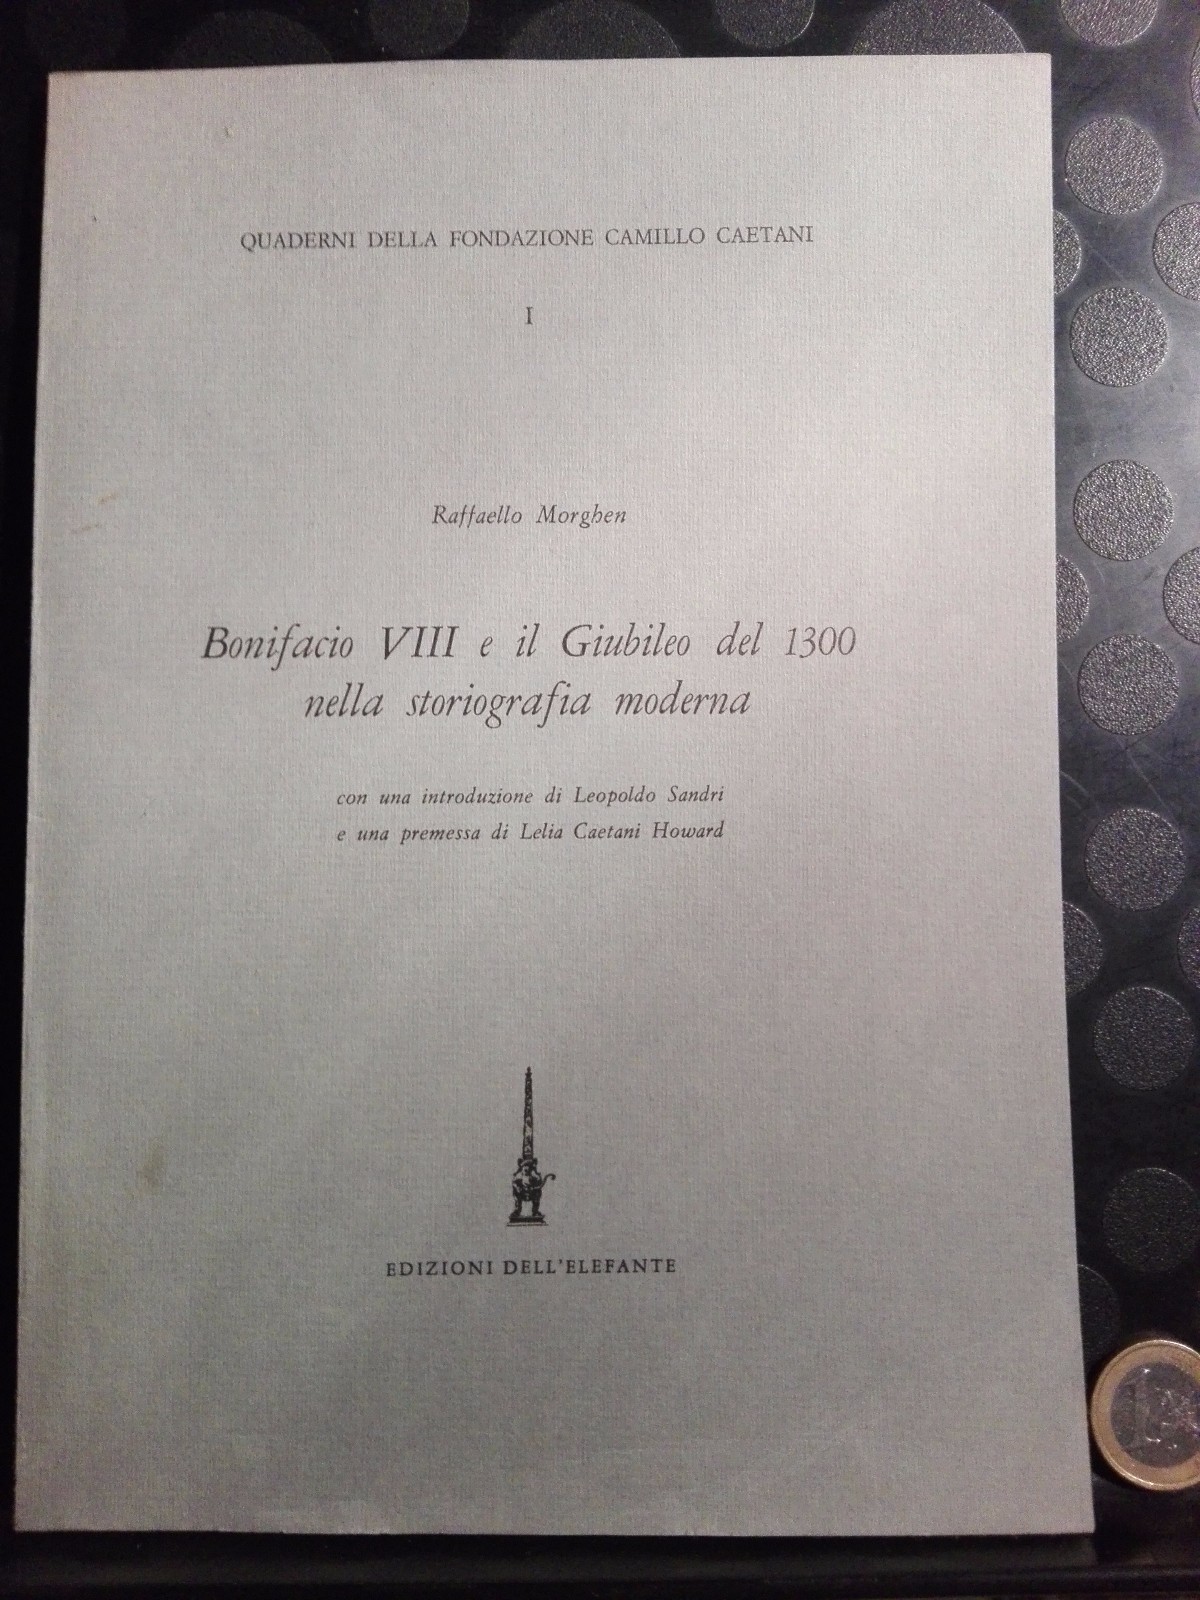 QUADERNI DELLA FONDAZIONE CAMILLO CAETANI
I
Raffaello Morghen
Bonifacio VIII e il Giubileo del 1300
nella storiografia moderna
con una introduzione di Leopoldo Sandri
e una premessa di Lelia Caetani Howard
EDIZIONI DELL'ELEFANTE
1